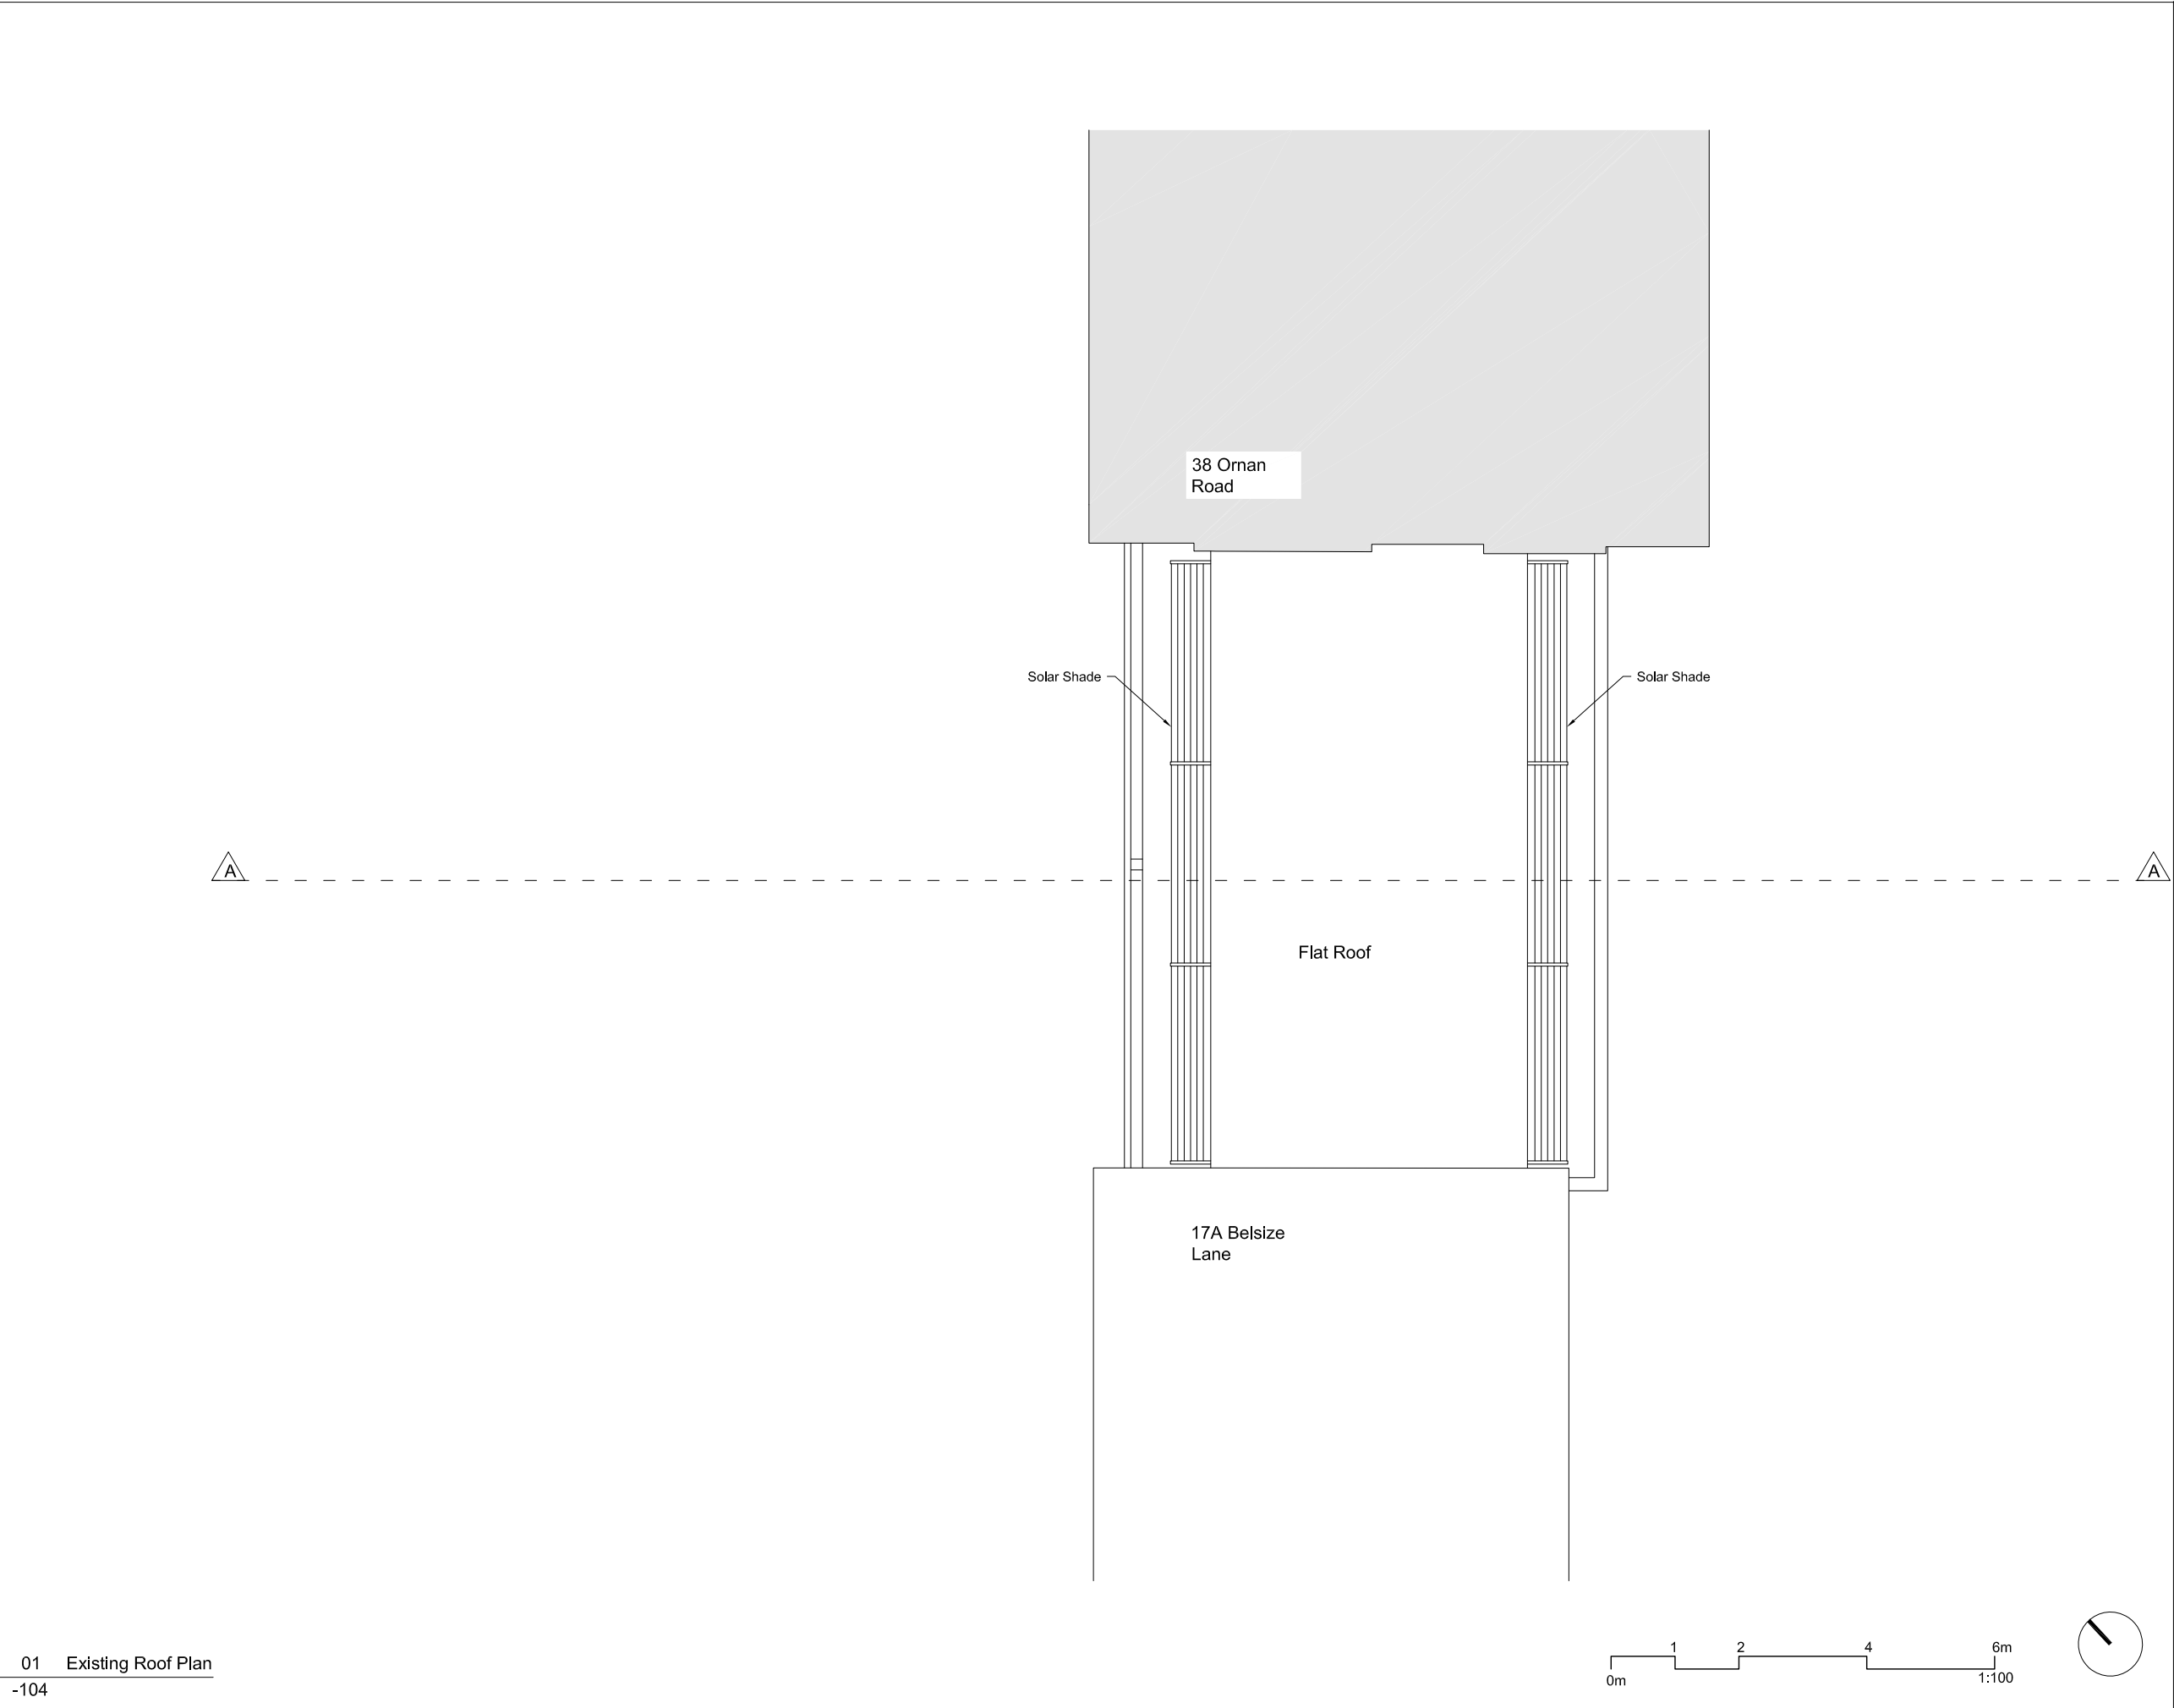 38 Ornan
Road
Solar Shade
Solar Shade
A
A
Flat Roof
17A Belsize
Lane
01 Existing Roof Plan
-104
1 2 4 6m
0m 1:100